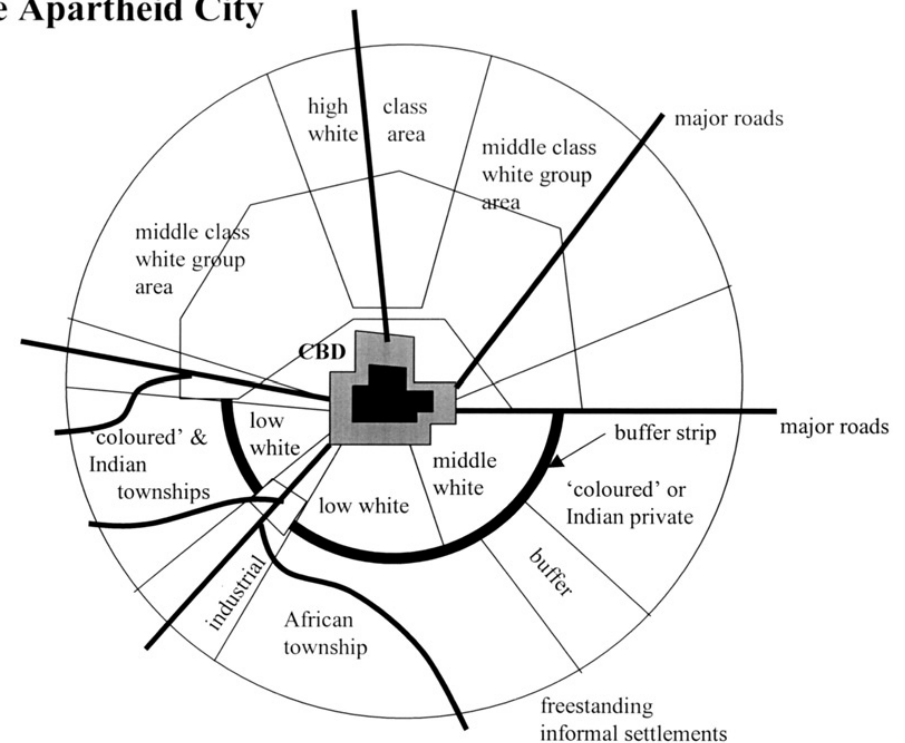 e Apartheid City
high class
white area
major roads
middle class
white group
area
middle class
white group
area
CBD
major roads
buffer strip
low
white
'coloured' &
Indian
townships
middle
white
low white
'coloured' or
Indian private
buffer
industrial
African
township
freestanding
informal settlements